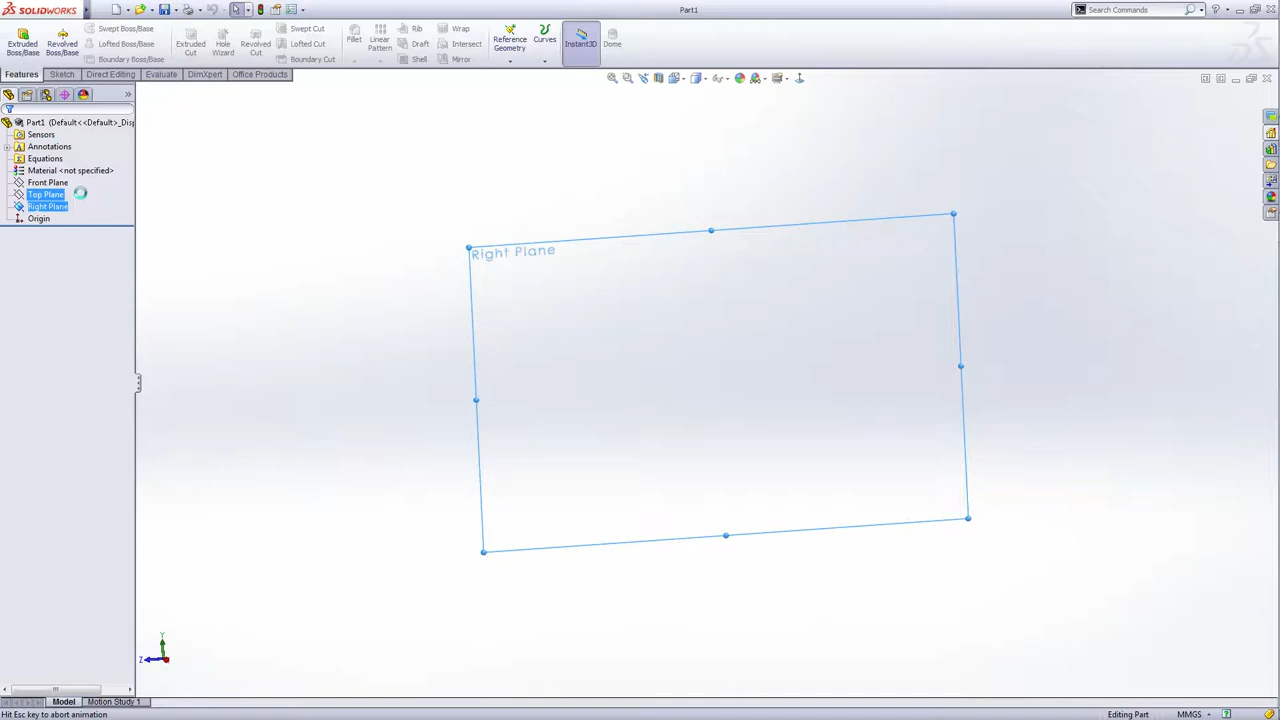 SOLIDWORKS
Part1
Search Commands
Extruded Boss/Base
Revolved Boss/Base
Swept Boss/Base
Lofted Boss/Base
Boundary Boss/Base
Extruded Cut
Hole Wizard
Revolved Cut
Swept Cut
Lofted Cut
Boundary Cut
Fillet
Linear Pattern
Rib
Draft
Shell
Wrap
Intersect
Mirror
Reference Geometry
Curves
Instant3D
Dome
Features
Sketch
Direct Editing
Evaluate
DimXpert
Office Products
Part1 (Default<<Default>_Disp
Sensors
Annotations
Equations
Material <not specified>
Front Plane
Top Plane
Right Plane
Origin
Right Plane
Y
Z
Model
Motion Study 1
Hit Esc key to abort animation
Editing Part
MMGS